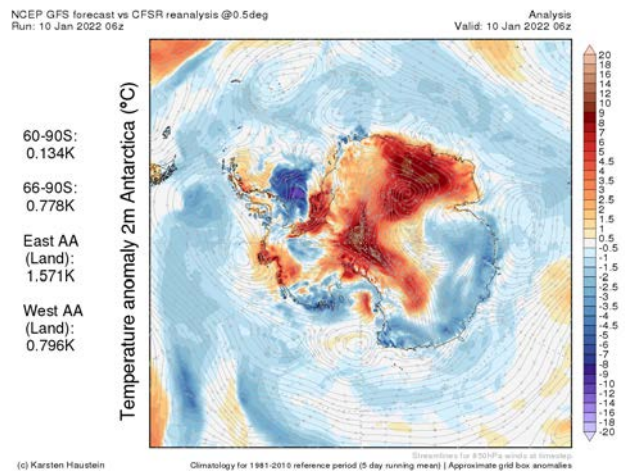 NCEP GFS forecast vs CFSR reanalysis @0.5deg
Run: 10 Jan 2022 06z
Analysis
Valid: 10 Jan 2022 06z
60-90S:
0.134K
66-90S:
0.778K
East AA
(Land):
1.571K
West AA
(Land):
0.796K
Temperature anomaly 2m Antarctica (°C)
20
18
16
14
12
10
9
8
7
6
5
4.5
4
3.5
3
2.5
2
1.5
1
0.5
-0.5
-1
-1.5
-2
-2.5
-3
-3.5
-4
-4.5
-5
-6
-7
-8
-9
-10
-12
-14
-16
-18
-20
Streamlines for 850hPa winds at timestep
(c) Karsten Haustein
Climatology for 1981-2010 reference period (5 day running mean) | Approximate grid box anomalies